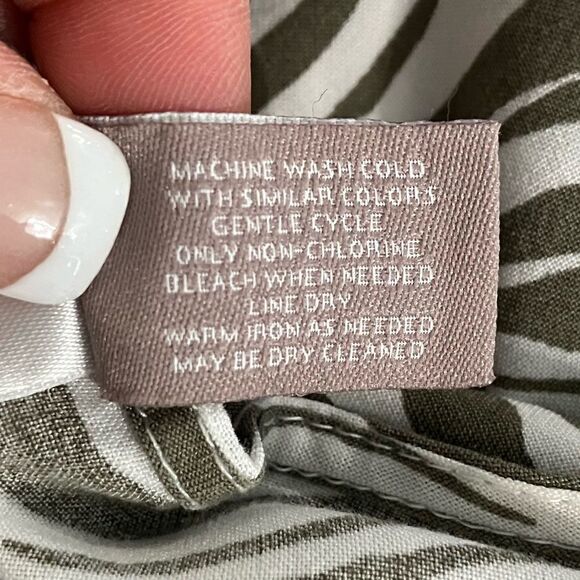 MACHINE WASH COLD
WITH SIMILAR COLORS
GENTLE CYCLE
ONLY NON-CHLORINE
BLEACH WHEN NEEDED
LINE DRY
WARM IRON AS NEEDED
MAY BE DRY CLEANED